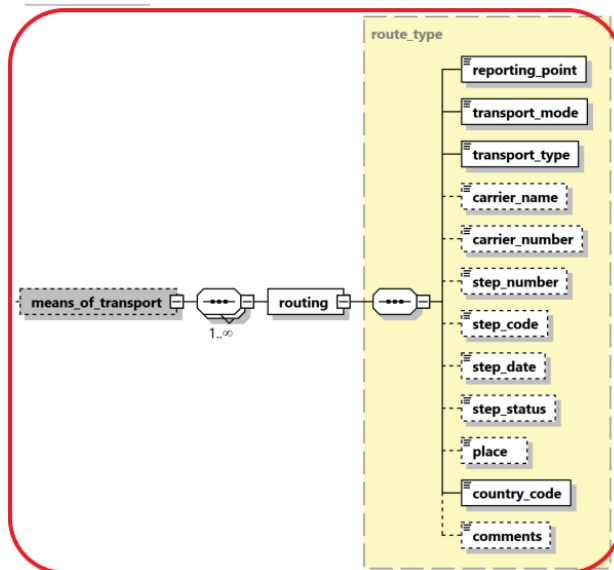 route_type
reporting_point
transport_mode
transport_type
carrier_name
carrier_number
means_of_transport
routing
step_number
1..∞
step_code
step_date
step_status
place
country_code
comments